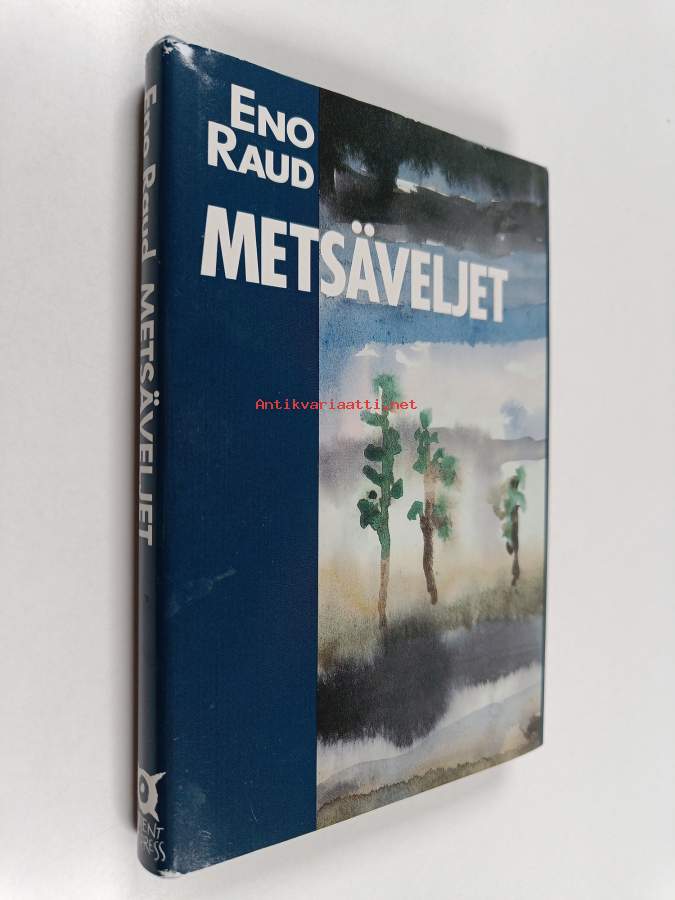 ENO
RAUD
METSÄVELJET
Antikvariaatti.net
Eno Raud METSÄVELJET